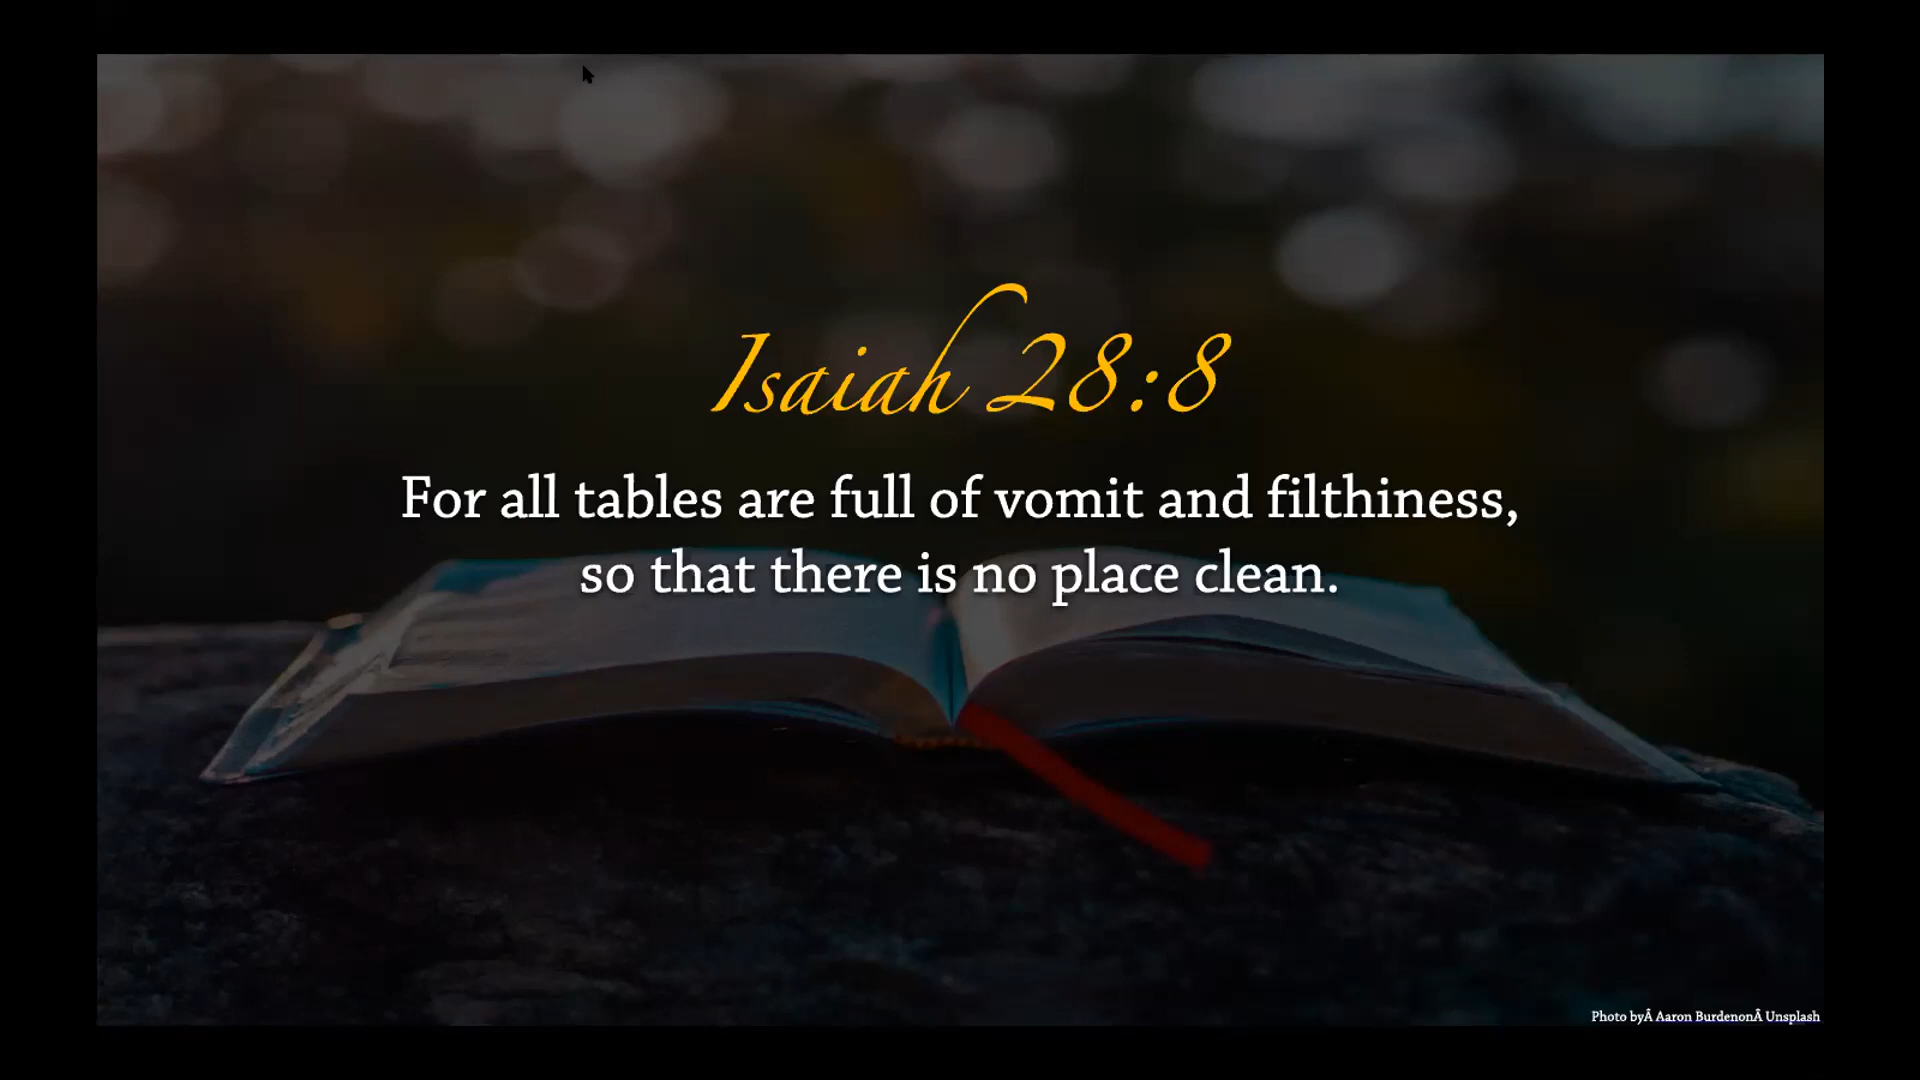 Isaiah 28:8
For all tables are full of vomit and filthiness,
so that there is no place clean.
Photo byÂ Aaron BurdenonÂ Unsplash